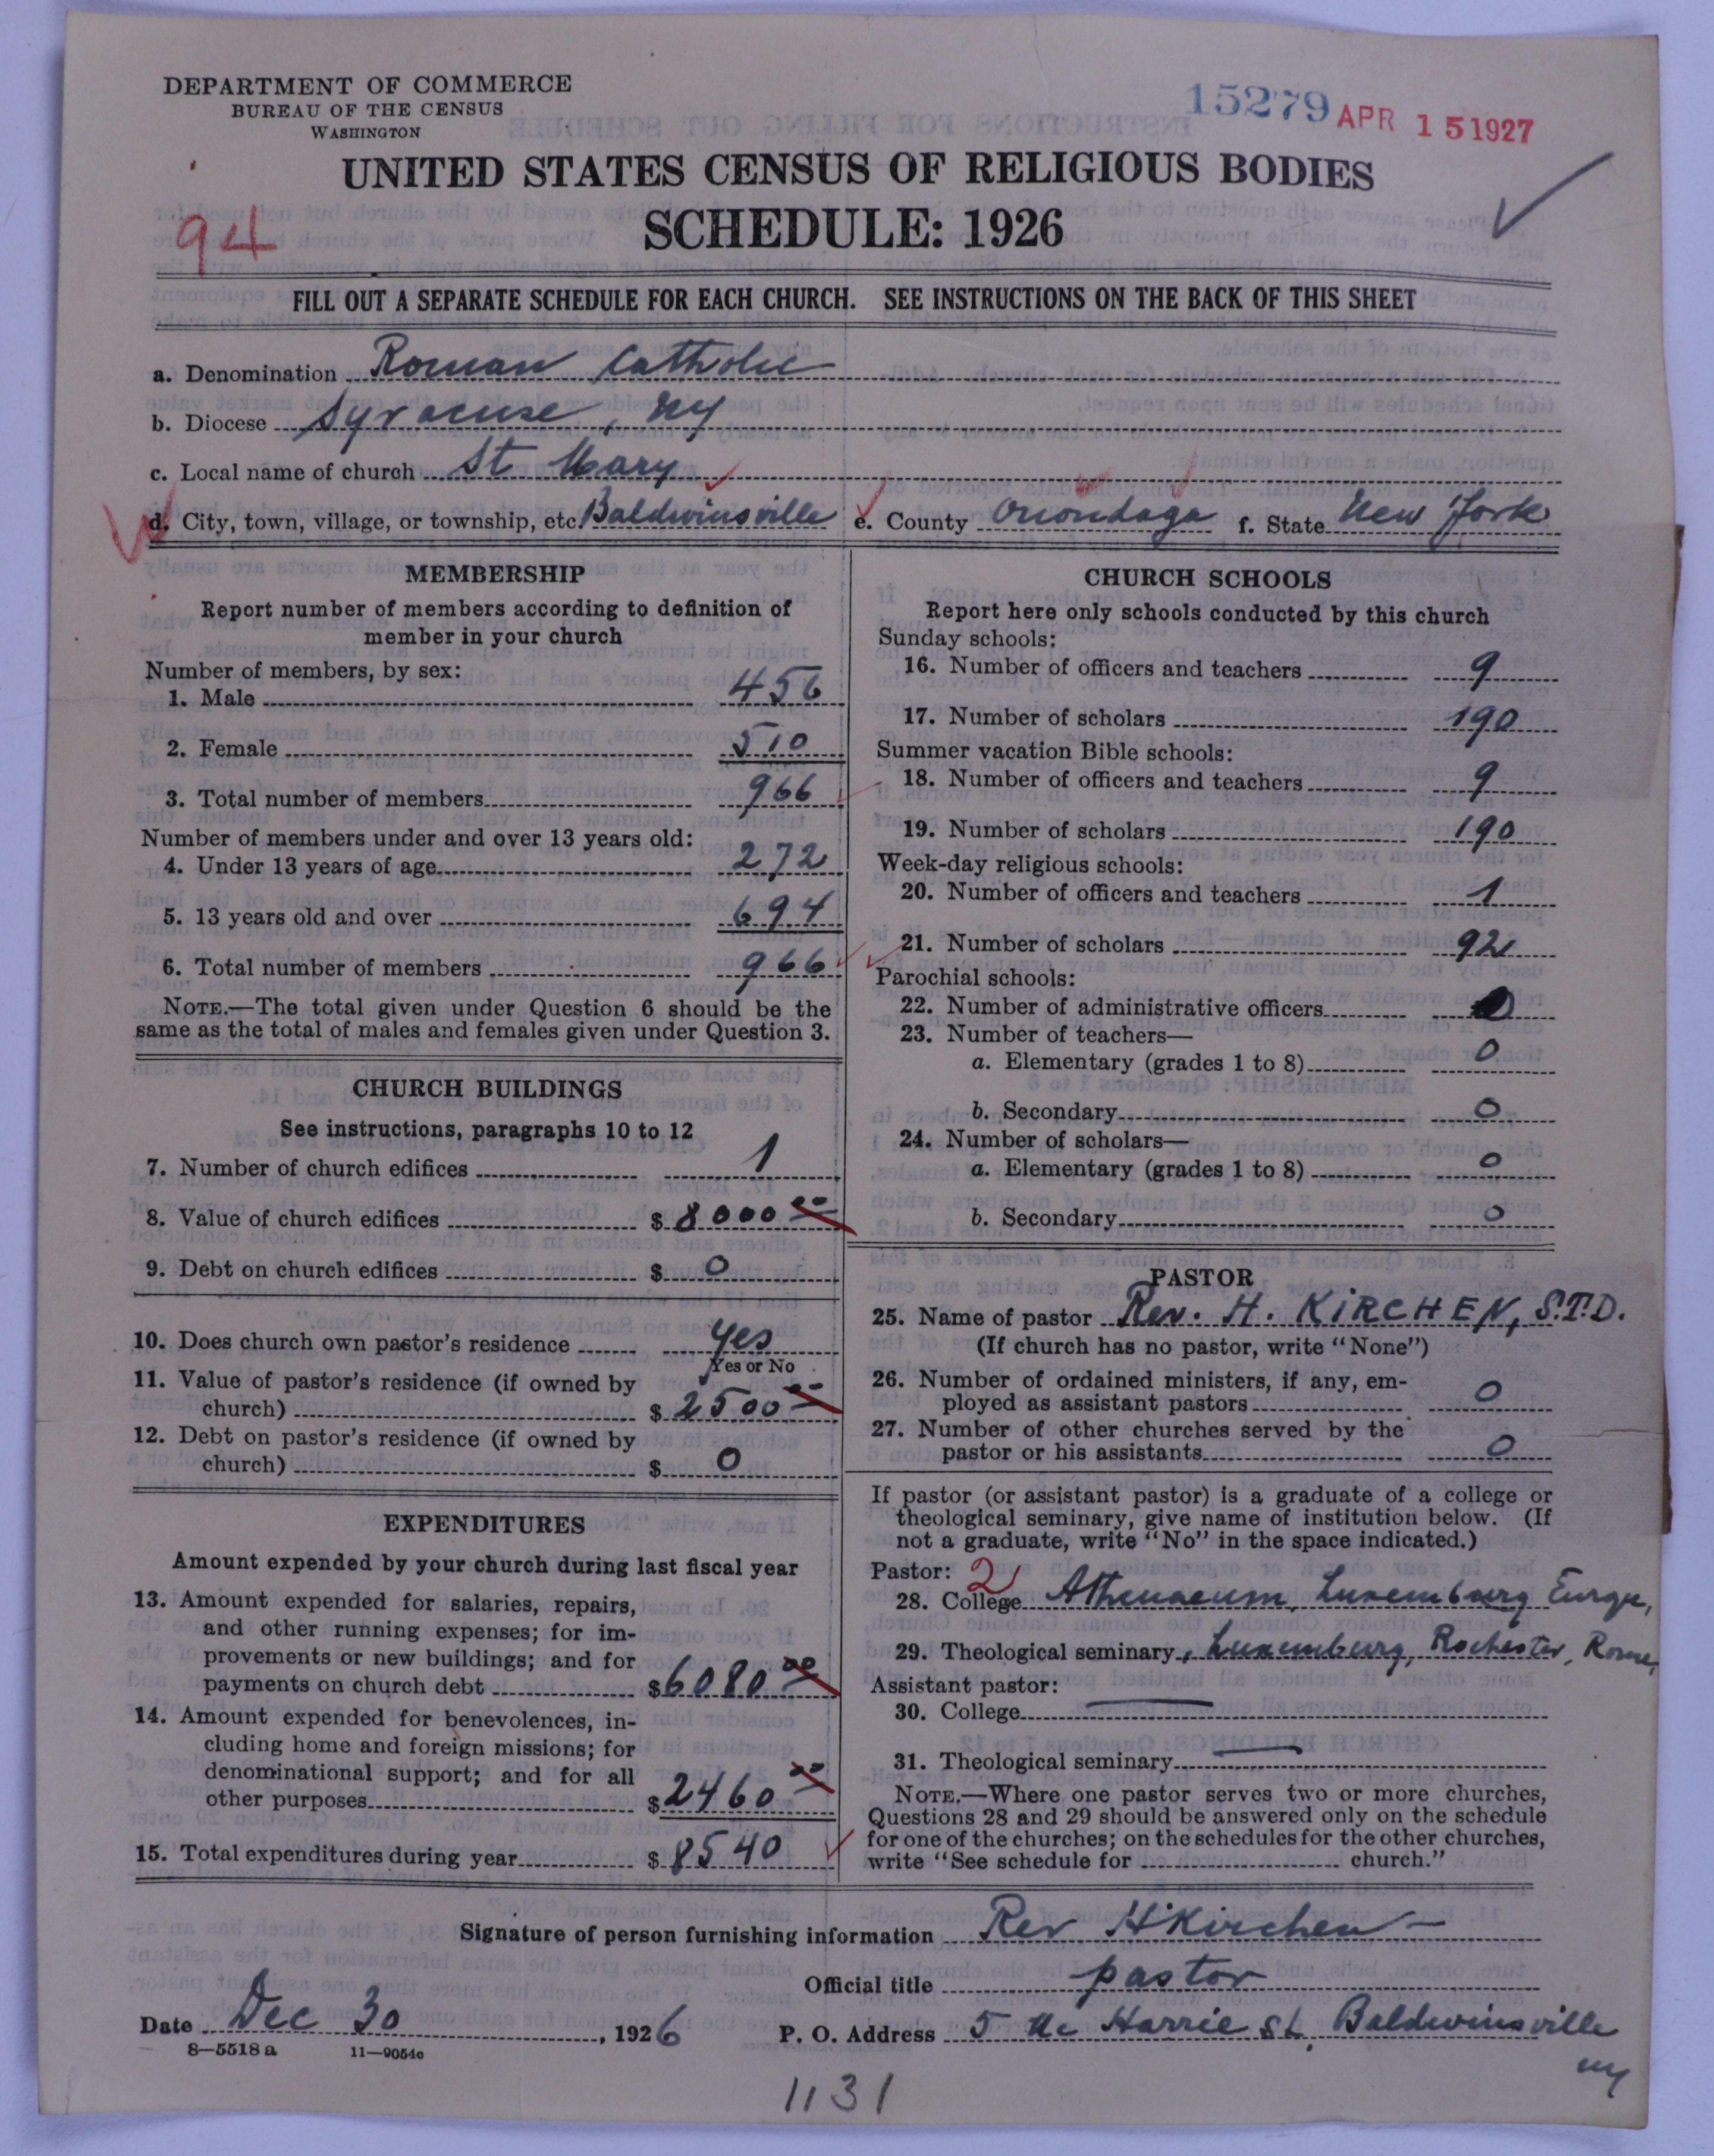 DEPARTMENT OF COMMERCE
BUREAU OF THE CENSUS
WASHINGTON
15279 APR 15 1927
UNITED STATES CENSUS OF RELIGIOUS BODIES
94
SCHEDULE: 1926
FILL OUT A SEPARATE SCHEDULE FOR EACH CHURCH. SEE INSTRUCTIONS ON THE BACK OF THIS SHEET
a. Denomination Roman Catholic
b. Diocese Syracuse, NY
c. Local name of church St Mary
d. City, town, village, or township, etc. Baldwinsville e. County Onondaga f. State New York
MEMBERSHIP
Report number of members according to definition of
member in your church
Number of members, by sex:
1. Male 456
2. Female 510
3. Total number of members 966
Number of members under and over 13 years old:
4. Under 13 years of age 272
5. 13 years old and over 694
6. Total number of members 966
NOTE.—The total given under Question 6 should be the
same as the total of males and females given under Question 3.
CHURCH BUILDINGS
See instructions, paragraphs 10 to 12
7. Number of church edifices 1
8. Value of church edifices $ 8000 00
9. Debt on church edifices $ 0
10. Does church own pastor's residence yes
Yes or No
11. Value of pastor's residence (if owned by
church) $ 2500 00
12. Debt on pastor's residence (if owned by
church) $ 0
EXPENDITURES
Amount expended by your church during last fiscal year
13. Amount expended for salaries, repairs,
and other running expenses; for im-
provements or new buildings; and for
payments on church debt $6080 00
14. Amount expended for benevolences, in-
cluding home and foreign missions; for
denominational support; and for all
other purposes $2460 00
15. Total expenditures during year $ 8540
CHURCH SCHOOLS
Report here only schools conducted by this church
Sunday schools:
16. Number of officers and teachers 9
17. Number of scholars 190
Summer vacation Bible schools:
18. Number of officers and teachers 9
19. Number of scholars 190
Week-day religious schools:
20. Number of officers and teachers 1
21. Number of scholars 92
Parochial schools:
22. Number of administrative officers 0
23. Number of teachers—
a. Elementary (grades 1 to 8) 0
b. Secondary 0
24. Number of scholars—
a. Elementary (grades 1 to 8) 0
b. Secondary 0
PASTOR
25. Name of pastor Rev. H. KIRCHEN, S.T.D.
(If church has no pastor, write "None")
26. Number of ordained ministers, if any, em-
ployed as assistant pastors 0
27. Number of other churches served by the
pastor or his assistants 0
If pastor (or assistant pastor) is a graduate of a college or
theological seminary, give name of institution below. (If
not a graduate, write "No" in the space indicated.)
Pastor: 2
28. College Athenaeum, Luxemburg Europe,
29. Theological seminary, Luxemburg, Rochester, Rome,
Assistant pastor:
30. College
31. Theological seminary
NOTE.—Where one pastor serves two or more churches,
Questions 28 and 29 should be answered only on the schedule
for one of the churches; on the schedules for the other churches,
write "See schedule for church."
Signature of person furnishing information Rev H Kirchen
Official title pastor
Date Dec 30, 1926 P. O. Address 5 Mc Harrie St, Baldwinsville
NY
8—5518a 11—9054c
1131